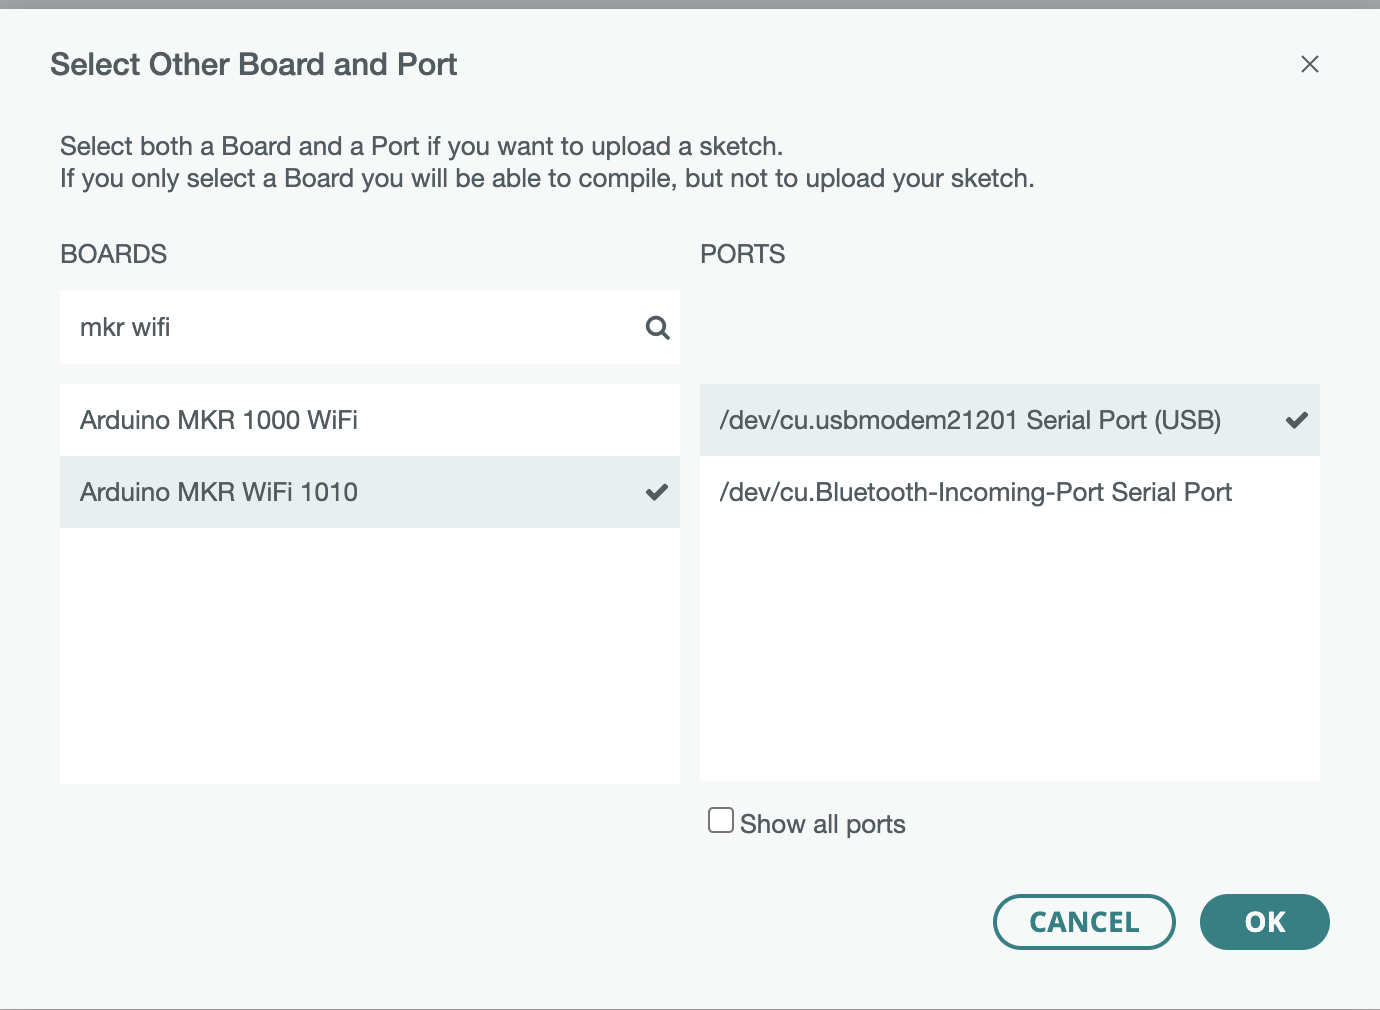 Select Other Board and Port
Select both a Board and a Port if you want to upload a sketch.
If you only select a Board you will be able to compile, but not to upload your sketch.
BOARDS
mkr wifi
Arduino MKR 1000 WiFi
Arduino MKR WiFi 1010
PORTS
/dev/cu.usbmodem21201 Serial Port (USB)
/dev/cu.Bluetooth-Incoming-Port Serial Port
Show all ports
CANCEL
OK